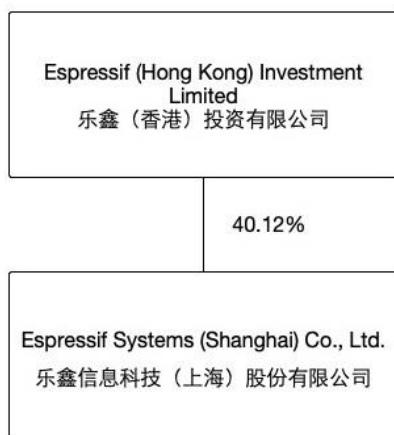 Espressif (Hong Kong) Investment
Limited
乐鑫（香港）投资有限公司
40.12%
Espressif Systems (Shanghai) Co., Ltd.
乐鑫信息科技（上海）股份有限公司